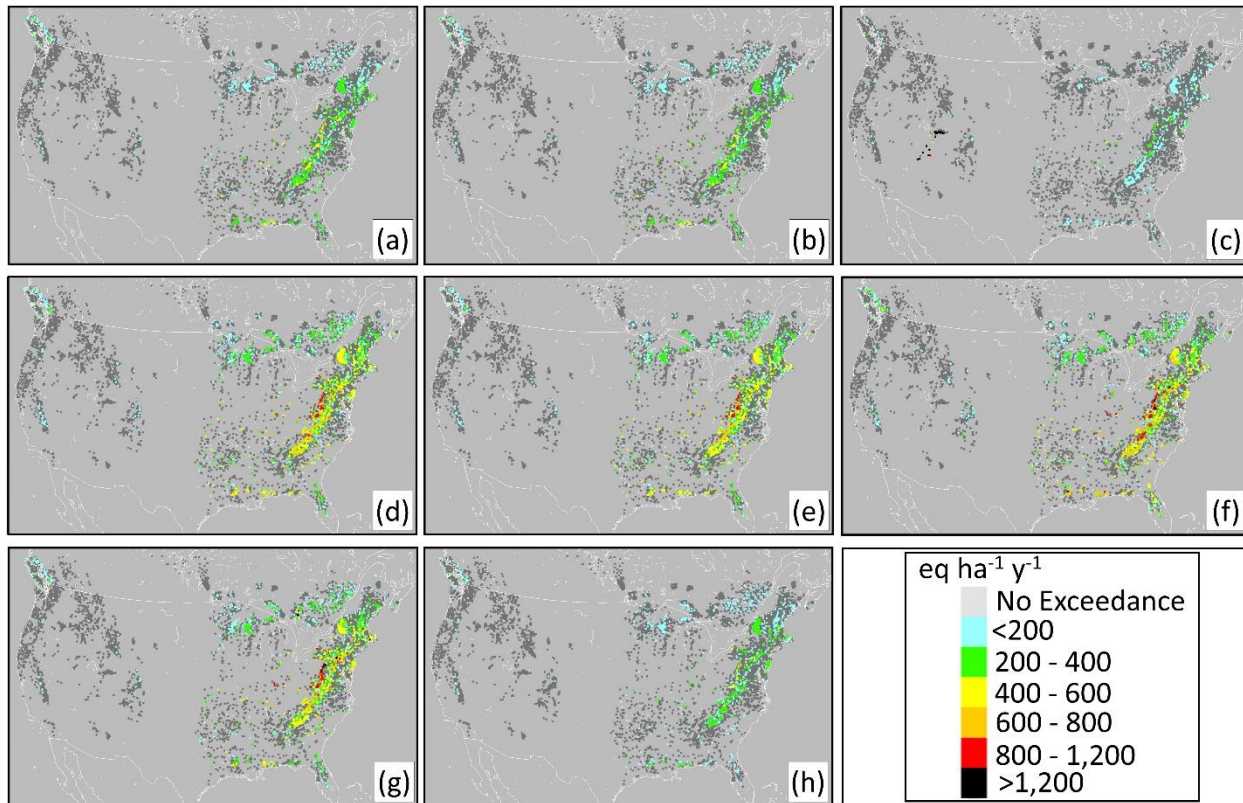 (a)
(b)
(c)
(d)
(e)
(f)
(g)
(h)
eq ha⁻¹ y⁻¹
No Exceedance
<200
200 - 400
400 - 600
600 - 800
800 - 1,200
>1,200